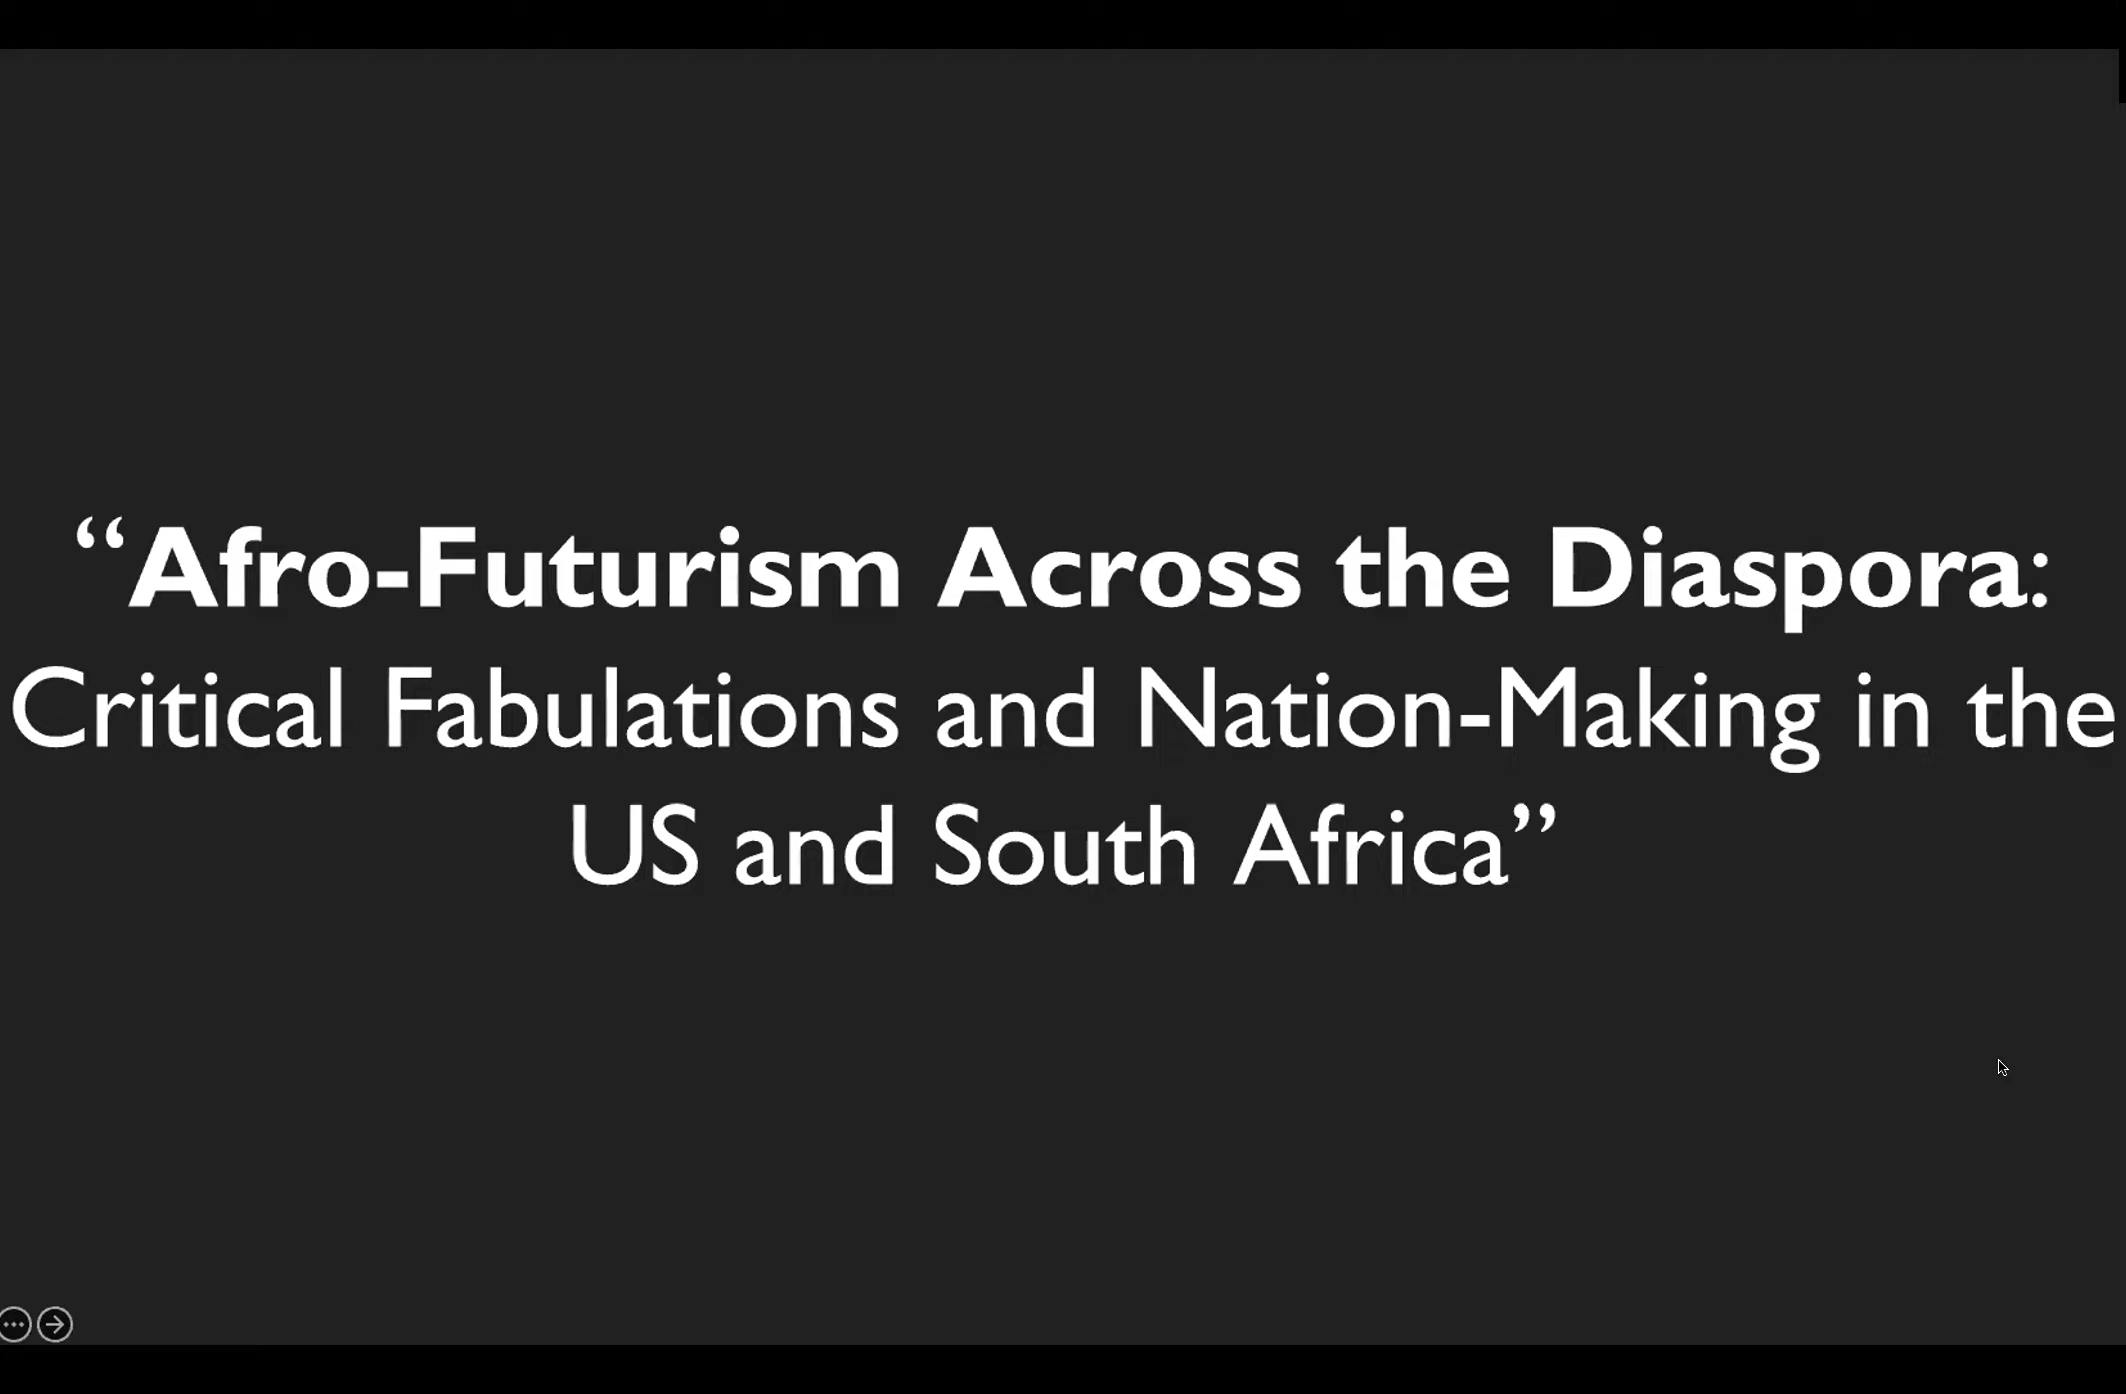 “Afro-Futurism Across the Diaspora:
Critical Fabulations and Nation-Making in the
US and South Africa”